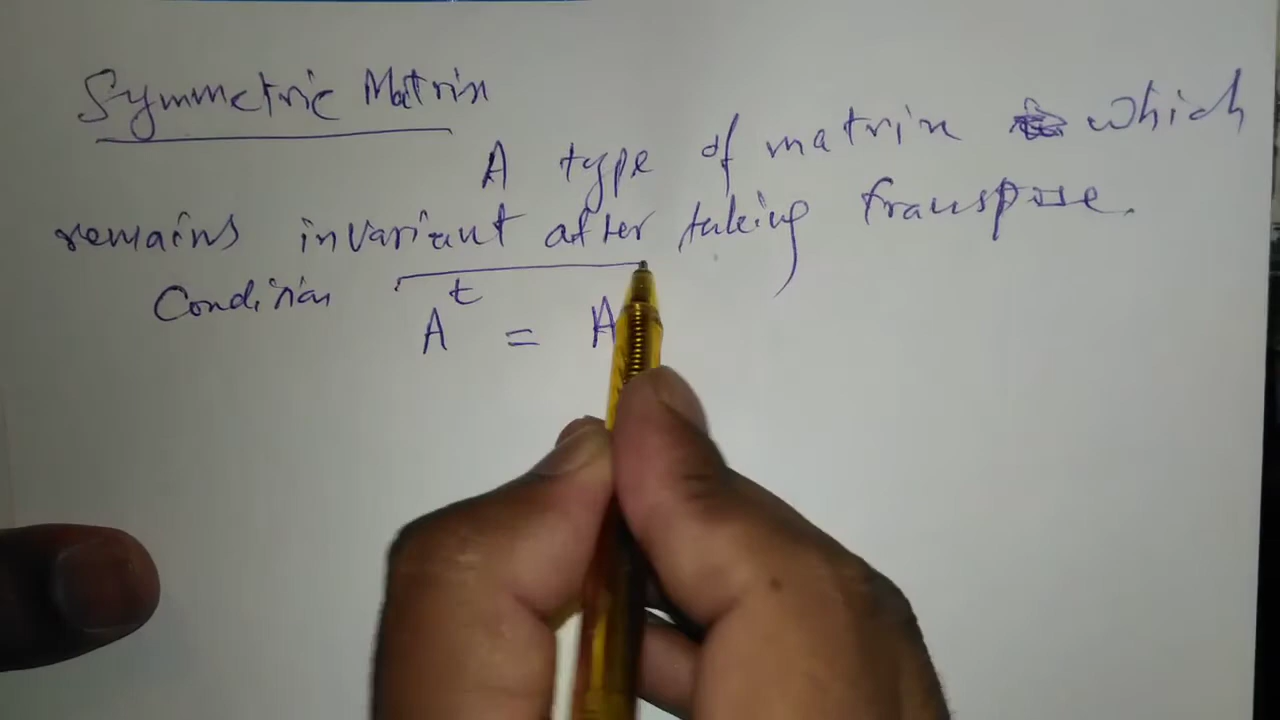 Symmetric Matrix
A type of matrix which
remains invariant after taking transpose.
Condition
A^t = A